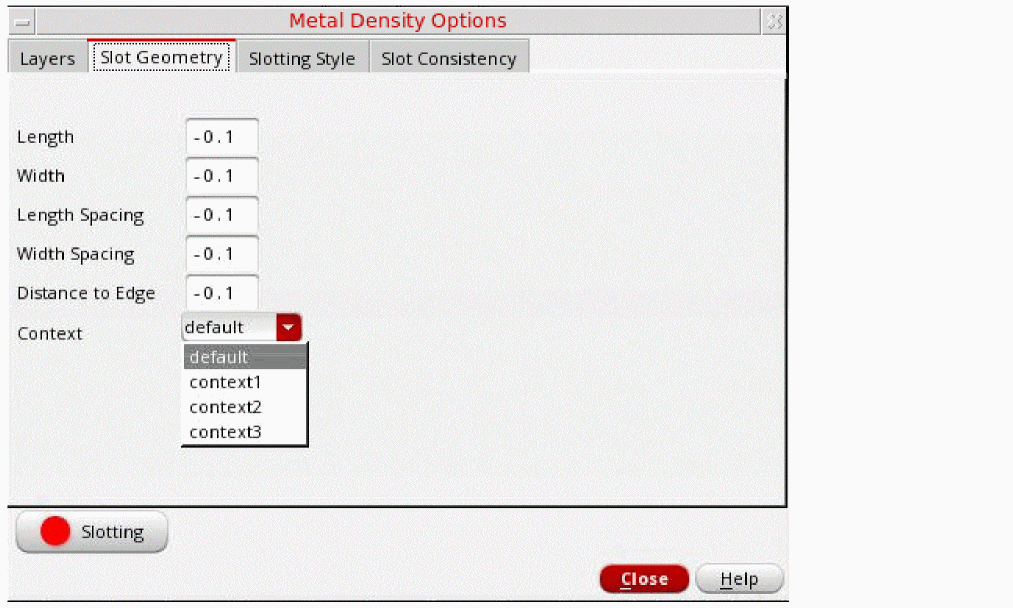 Metal Density Options
Layers Slot Geometry Slotting Style Slot Consistency
Length -0.1
Width -0.1
Length Spacing -0.1
Width Spacing -0.1
Distance to Edge -0.1
Context default
default
context1
context2
context3
Slotting
Close Help